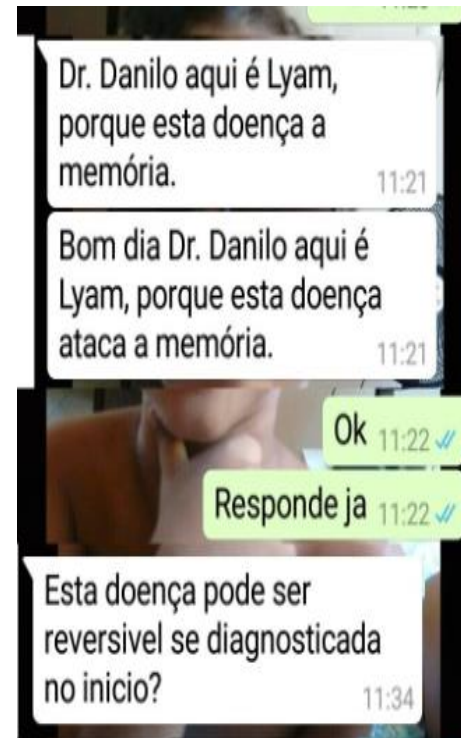 Dr. Danilo aqui é Lyam,
porque esta doença a
memória.
11:21
Bom dia Dr. Danilo aqui é
Lyam, porque esta doença
ataca a memória.
11:21
Ok 11:22
Responde ja 11:22
Esta doença pode ser
reversivel se diagnosticada
no inicio?
11:34